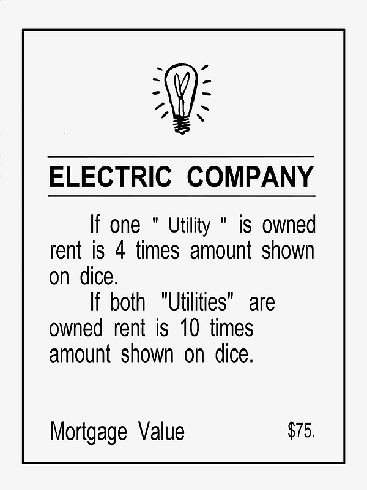 ELECTRIC COMPANY
If one " Utility " is owned
rent is 4 times amount shown
on dice.
If both "Utilities" are
owned rent is 10 times
amount shown on dice.
Mortgage Value $75.